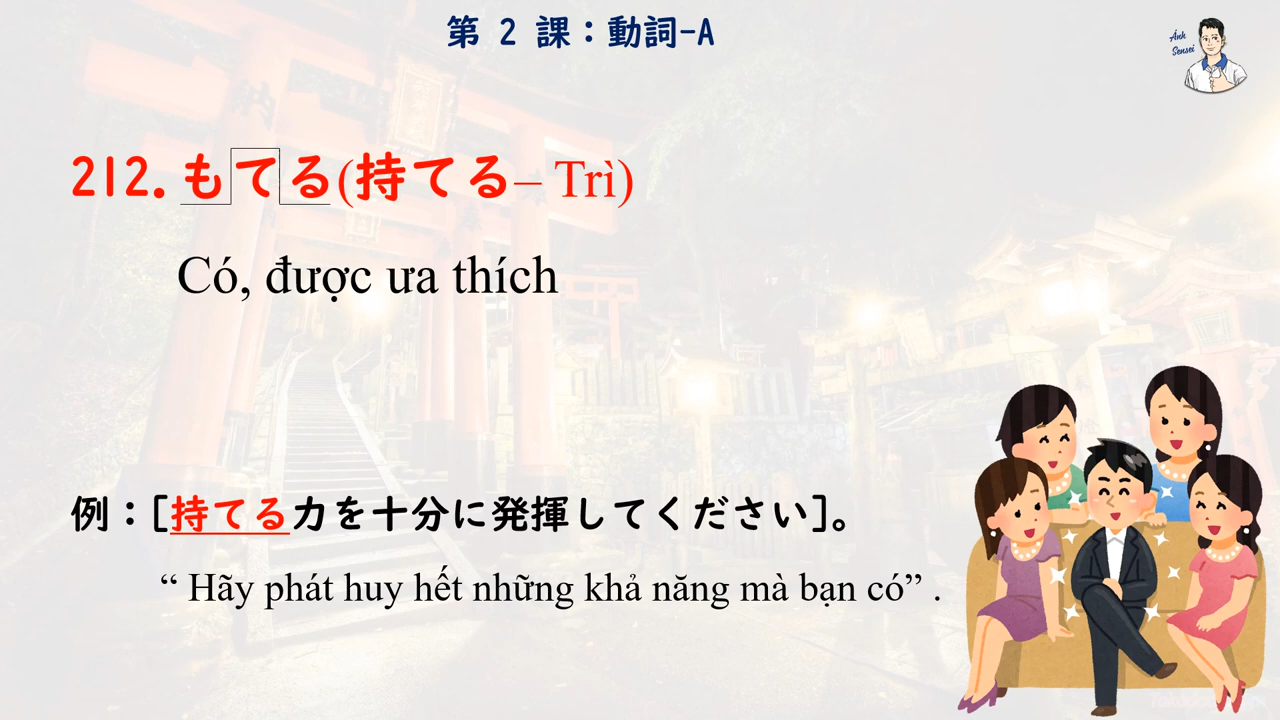 第 2 課：動詞-A
Ánh
Sensei
212. もてる(持てる– Trì)
Có, được ưa thích
例：[持てる力を十分に発揮してください]。
“ Hãy phát huy hết những khả năng mà bạn có” .